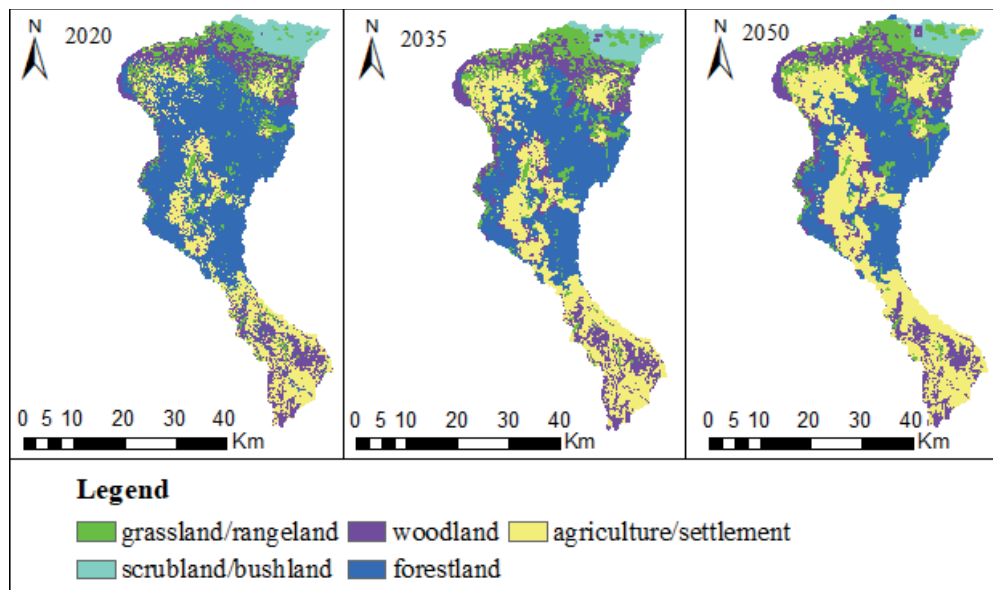 N 2020
N 2035
N 2050
0 5 10 20 30 40 Km
0 5 10 20 30 40 Km
0 5 10 20 30 40 Km
Legend
grassland/rangeland woodland agriculture/settlement
scrubland/bushland forestland